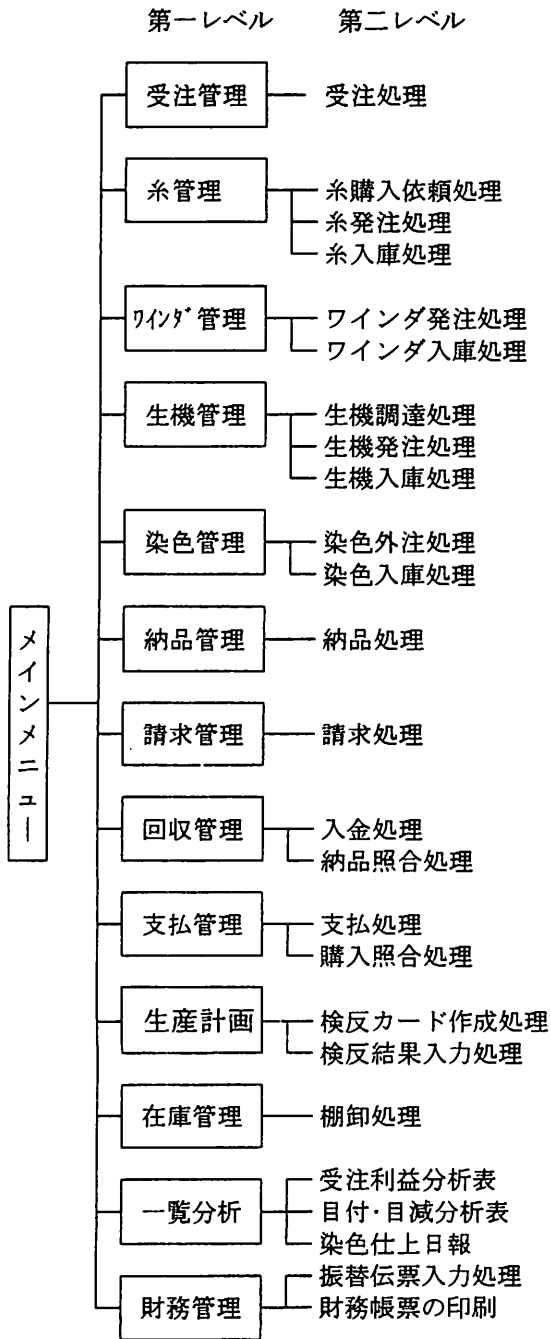 第一レベル 第二レベル
受注管理 受注処理
糸管理 糸購入依頼処理
糸発注処理
糸入庫処理
ワインダ管理 ワインダ発注処理
ワインダ入庫処理
生機管理 生機調達処理
生機発注処理
生機入庫処理
染色管理 染色外注処理
染色入庫処理
メインメニュー
納品管理 納品処理
請求管理 請求処理
回収管理 入金処理
納品照合処理
支払管理 支払処理
購入照合処理
生産計画 検反カード作成処理
検反結果入力処理
在庫管理 棚卸処理
一覧分析 受注利益分析表
目付・目減分析表
染色仕上日報
財務管理 振替伝票入力処理
財務帳票の印刷